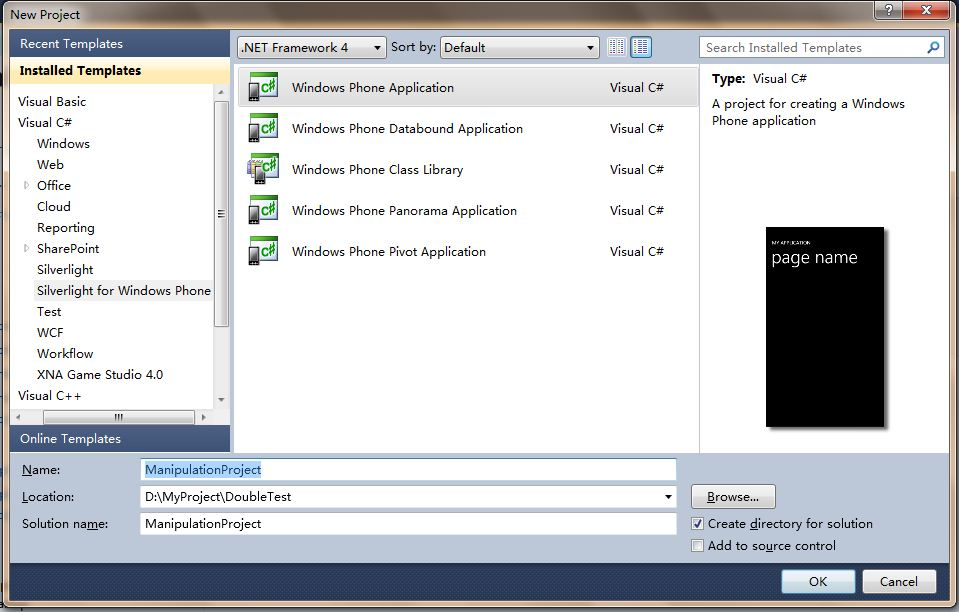 New Project
Recent Templates
Installed Templates
Visual Basic
Visual C#
Windows
Web
Office
Cloud
Reporting
SharePoint
Silverlight
Silverlight for Windows Phone
Test
WCF
Workflow
XNA Game Studio 4.0
Visual C++
Online Templates
.NET Framework 4 Sort by: Default
Windows Phone Application Visual C#
Windows Phone Databound Application Visual C#
Windows Phone Class Library Visual C#
Windows Phone Panorama Application Visual C#
Windows Phone Pivot Application Visual C#
Search Installed Templates
Type: Visual C#
A project for creating a Windows
Phone application
MY APPLICATION
page name
Name: ManipulationProject
Location: D:\MyProject\DoubleTest Browse...
Solution name: ManipulationProject
Create directory for solution
Add to source control
OK Cancel